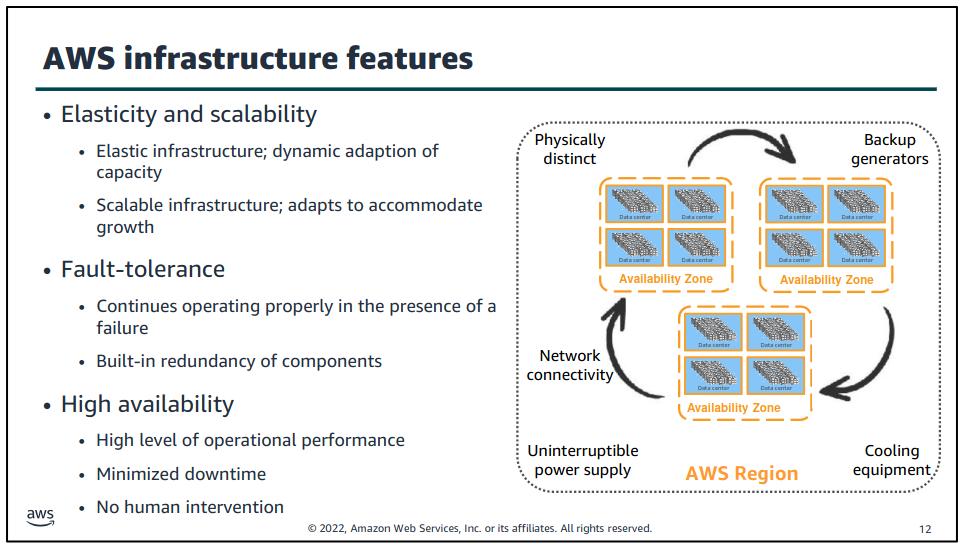 AWS infrastructure features
• Elasticity and scalability
• Elastic infrastructure; dynamic adaption of
capacity
• Scalable infrastructure; adapts to accommodate
growth
• Fault-tolerance
• Continues operating properly in the presence of a
failure
• Built-in redundancy of components
• High availability
• High level of operational performance
• Minimized downtime
• No human intervention
Physically
distinct
Backup
generators
Data center Data center
Data center Data center
Availability Zone
Data center Data center
Data center Data center
Availability Zone
Network
connectivity
Data center Data center
Data center Data center
Availability Zone
Uninterruptible
power supply
AWS Region
Cooling
equipment
aws
© 2022, Amazon Web Services, Inc. or its affiliates. All rights reserved.
12